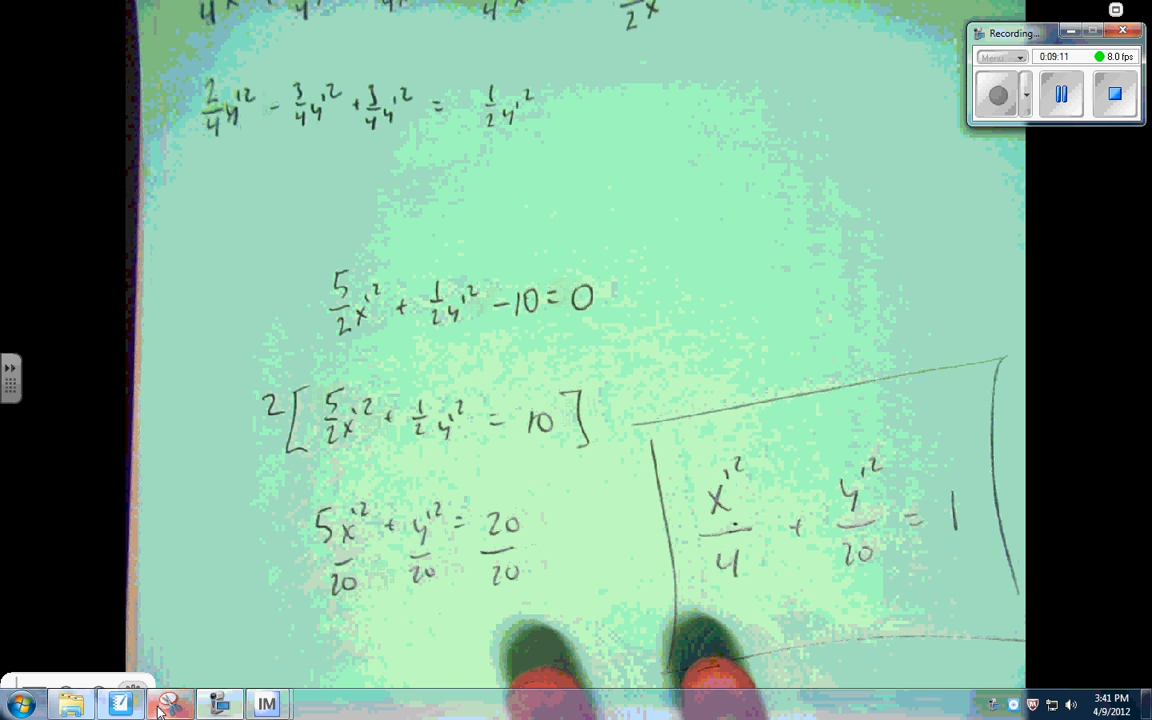 Recording...
Menu
0:09:11
8.0 fps
2/4 y'² - 3/4 y'² + 3/4 y'² = 1/2 y'²
5/2 x'² + 1/2 y'² - 10 = 0
2 [ 5/2 x'² + 1/2 y'² = 10 ]
5x'²/20 + y'²/20 = 20/20
x'²/4 + y'²/20 = 1
IM
3:41 PM
4/9/2012